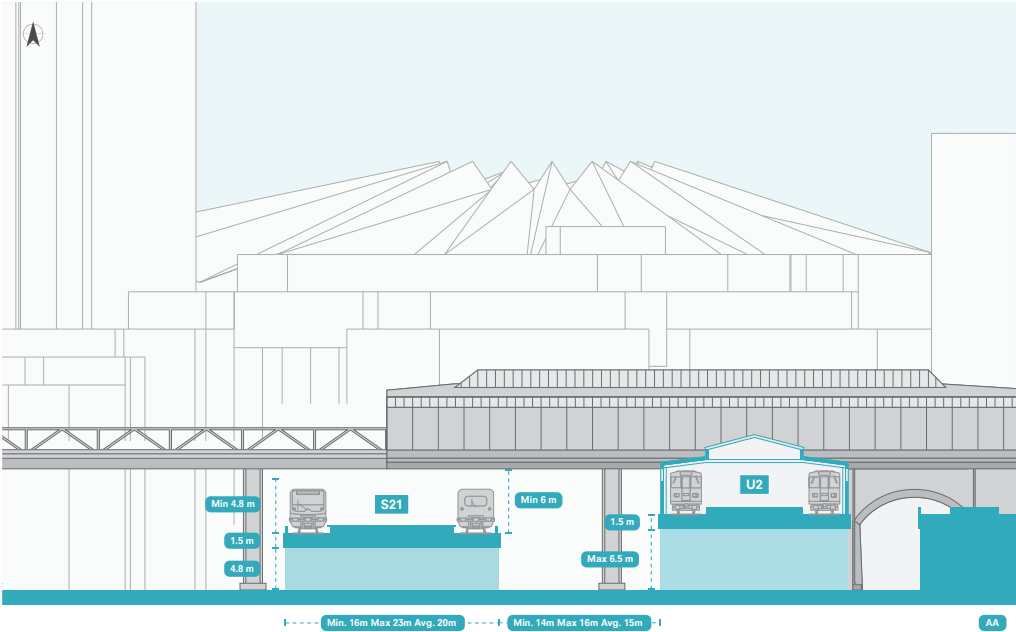 U2
S21
Min 4.8 m
Min 6 m
1.5 m
1.5 m
Max 6.5 m
4.8 m
Min. 16m Max 23m Avg. 20m
Min. 14m Max 16m Avg. 15m
AA